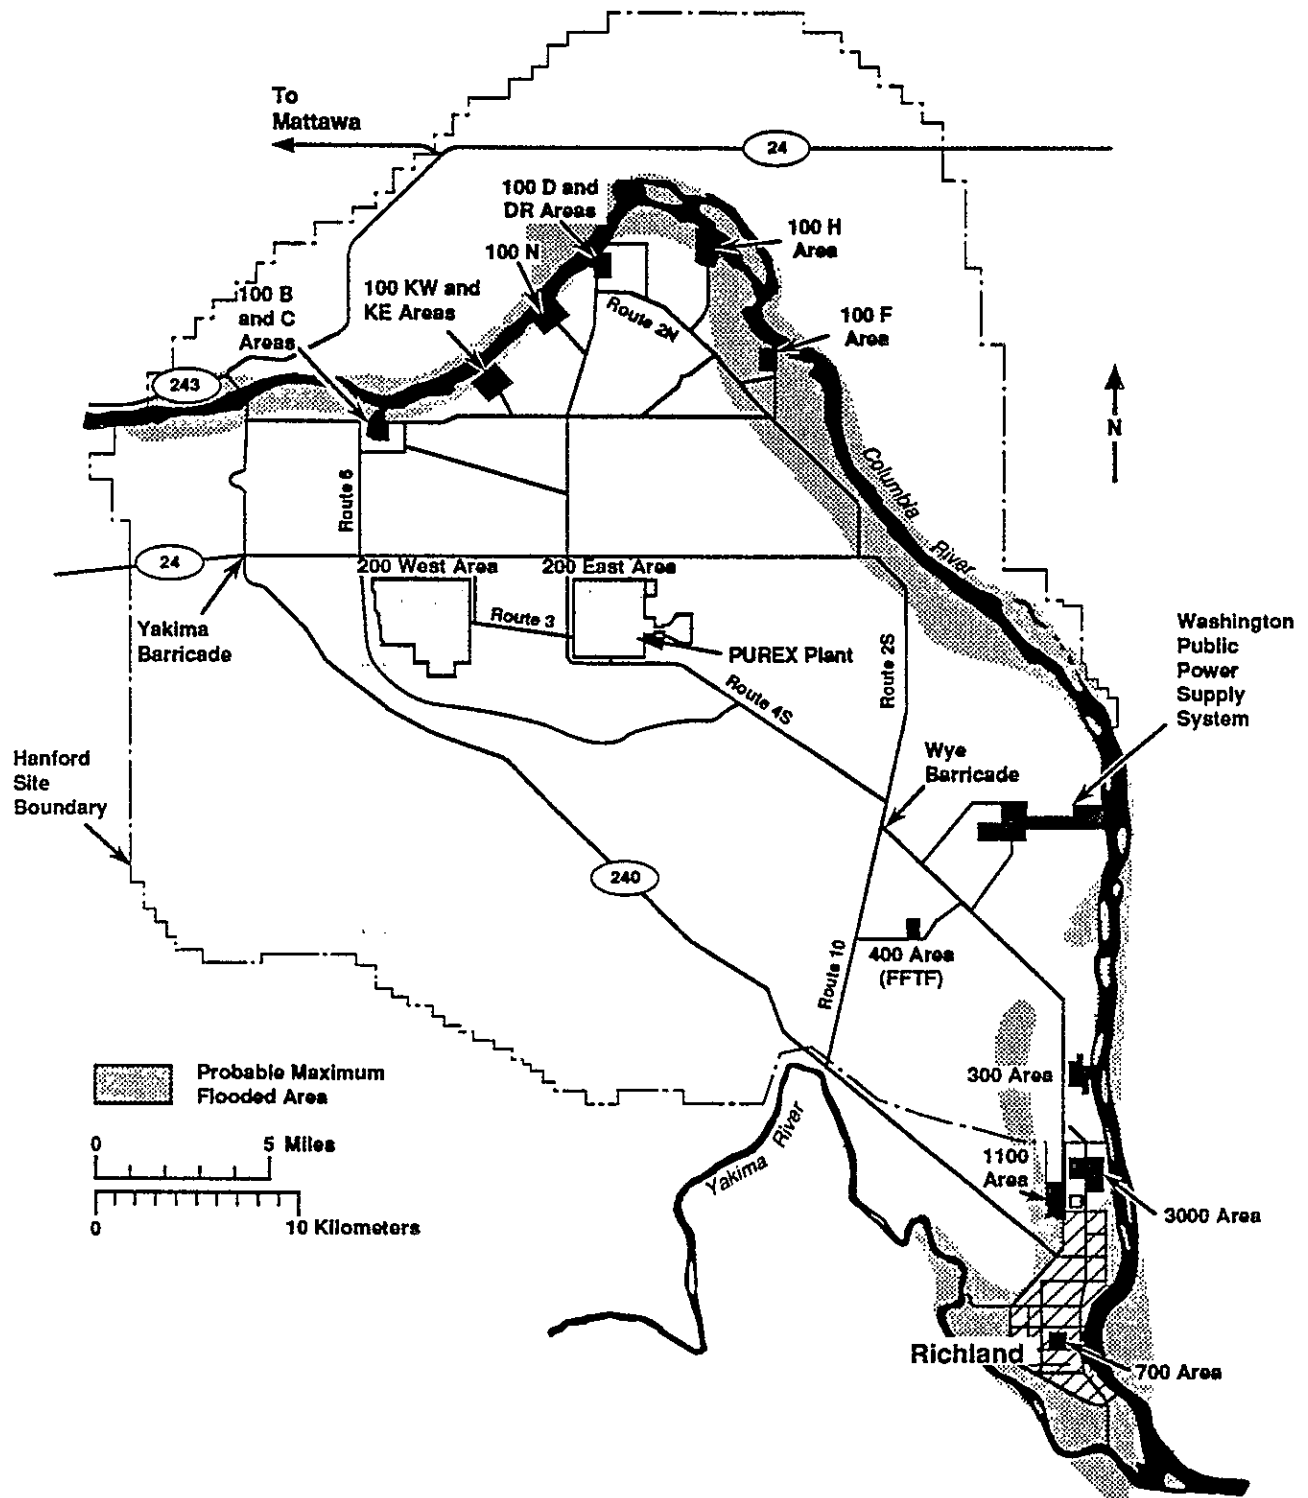 To
Mattawa
24
100 D and
DR Areas
100 H
Area
100 N
100 KW and
KE Areas
100 B
and C
Areas
Route 2N
100 F
Area
243
N
Columbia
River
Route 6
24
200 West Area
200 East Area
Yakima
Barricade
Route 3
PUREX Plant
Route 2S
Washington
Public
Power
Supply
System
Route 4S
Hanford
Site
Boundary
Wye
Barricade
240
400 Area
(FFTF)
Route 10
Probable Maximum
Flooded Area
300 Area
0 5 Miles
0 10 Kilometers
Yakima River
1100
Area
3000 Area
Richland
700 Area